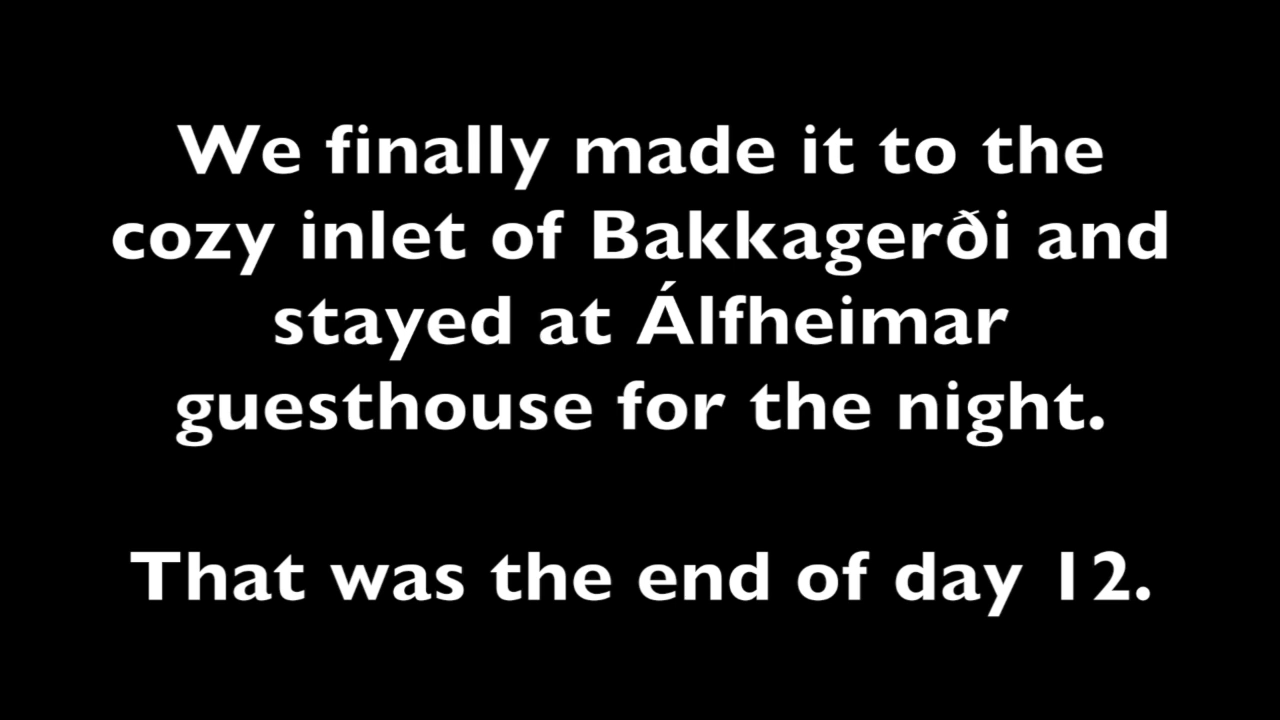 We finally made it to the
cozy inlet of Bakkagerði and
stayed at Álfheimar
guesthouse for the night.
That was the end of day 12.